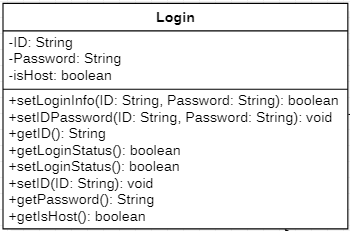 Login
-ID: String
-Password: String
-isHost: boolean
+setLoginInfo(ID: String, Password: String): boolean
+setIDPassword(ID: String, Password: String): void
+getID(): String
+getLoginStatus(): boolean
+setLoginStatus(): boolean
+setID(ID: String): void
+getPassword(): String
+getIsHost(): boolean